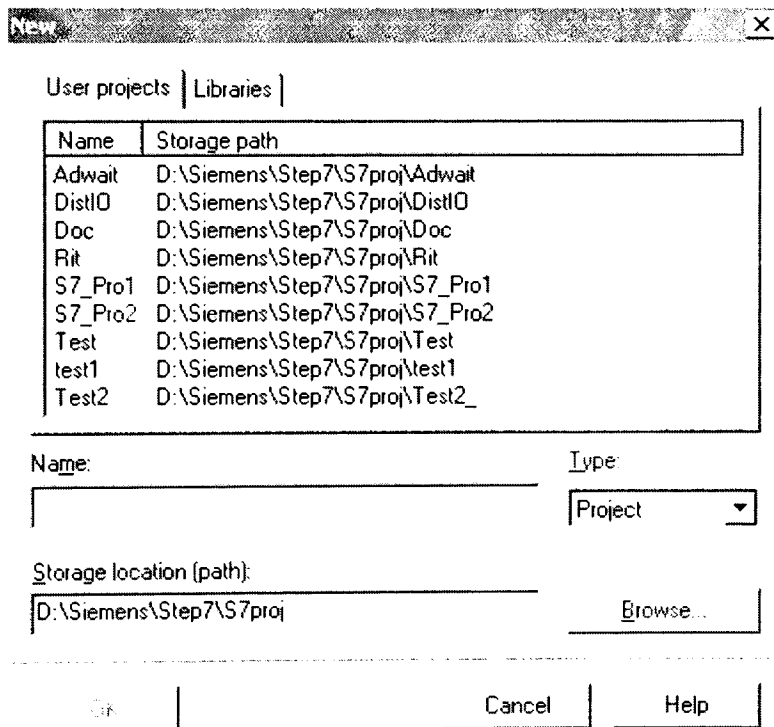 New
User projects Libraries
Name Storage path
Adwait D:\Siemens\Step7\S7proj\Adwait
DistIO D:\Siemens\Step7\S7proj\DistIO
Doc D:\Siemens\Step7\S7proj\Doc
Rit D:\Siemens\Step7\S7proj\Rit
S7_Pro1 D:\Siemens\Step7\S7proj\S7_Pro1
S7_Pro2 D:\Siemens\Step7\S7proj\S7_Pro2
Test D:\Siemens\Step7\S7proj\Test
test1 D:\Siemens\Step7\S7proj\test1
Test2 D:\Siemens\Step7\S7proj\Test2_
Name: Type:
Project
Storage location (path):
D:\Siemens\Step7\S7proj Browse...
OK Cancel Help